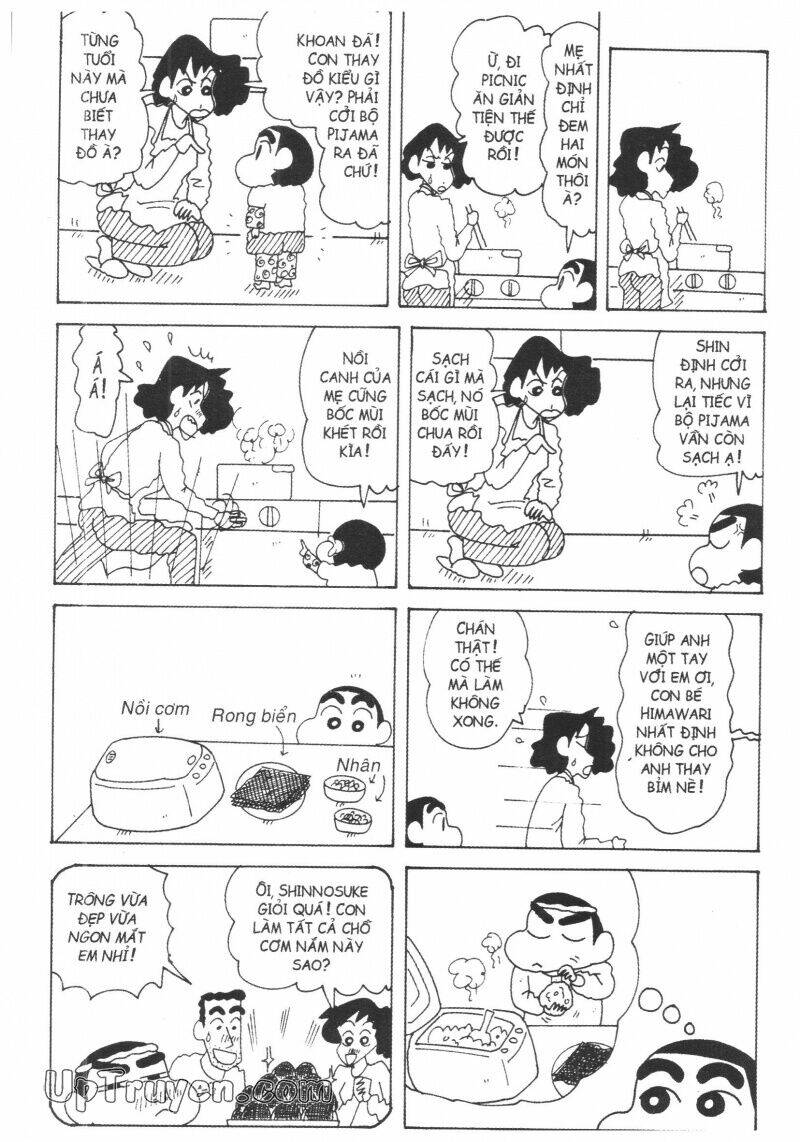 MẸ
NHẤT
ĐỊNH
CHỈ
ĐEM
HAI
MÓN
THÔI
À?
Ừ, ĐI
PICNIC
ĂN GIẢN
TIỆN THẾ
ĐƯỢC
RỒI!
KHOAN ĐÃ!
CON THAY
ĐỒ KIỂU GÌ
VẬY? PHẢI
CỞI BỘ
PIJAMA
RA ĐÃ
CHỨ!
TỪNG
TUỔI
NÀY MÀ
CHƯA
BIẾT
THAY
ĐỒ À?
SHIN
ĐỊNH CỞI
RA, NHƯNG
LẠI TIẾC VÌ
BỘ PIJAMA
VẪN CÒN
SẠCH Ạ!
SẠCH
CÁI GÌ MÀ
SẠCH, NÓ
BỐC MÙI
CHUA RỒI
ĐẤY!
NỒI
CANH CỦA
MẸ CŨNG
BỐC MÙI
KHÉT RỒI
KÌA!
Á
Á!
GIÚP ANH
MỘT TAY
VỚI EM ƠI,
CON BÉ
HIMAWARI
NHẤT ĐỊNH
KHÔNG CHO
ANH THAY
BỈM NÈ!
CHÁN
THẬT!
CÓ THẾ
MÀ LÀM
KHÔNG
XONG.
Nồi cơm
Rong biển
Nhân
ÔI, SHINNOSUKE
GIỎI QUÁ! CON
LÀM TẤT CẢ CHỖ
CƠM NẮM NÀY
SAO?
TRÔNG VỪA
ĐẸP VỪA
NGON MẮT
EM NHỈ!
UpTruyen.com